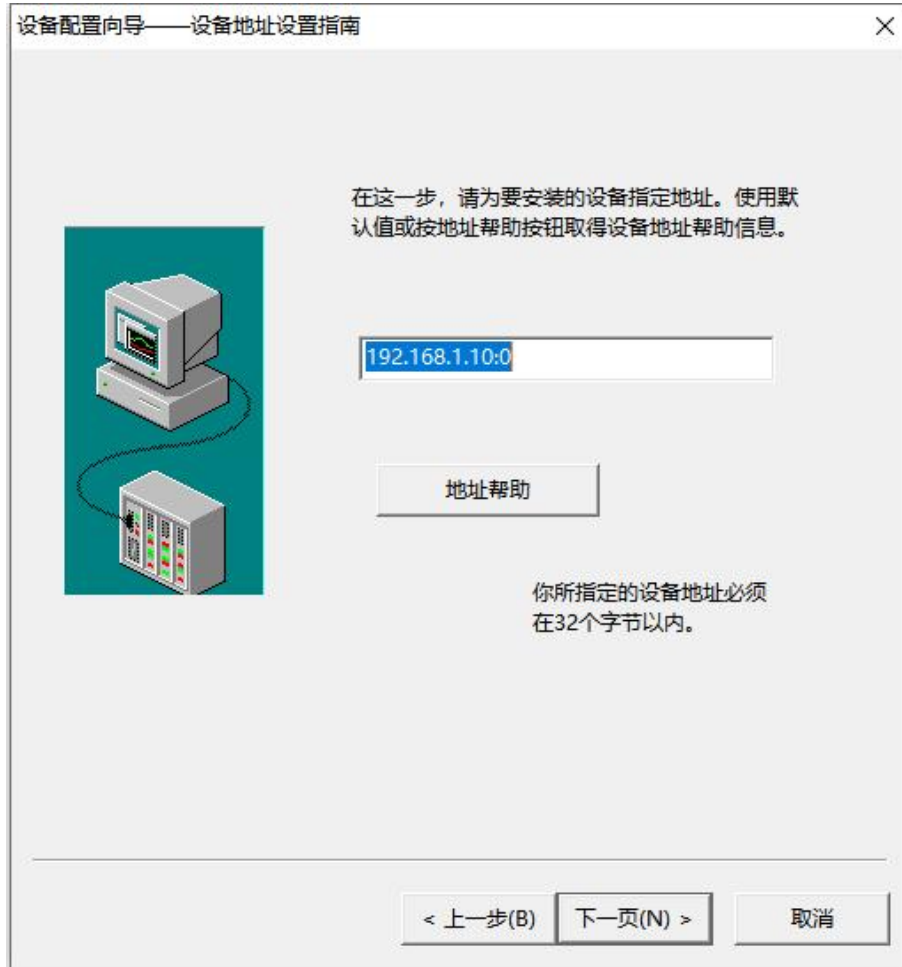 设备配置向导——设备地址设置指南
在这一步，请为要安装的设备指定地址。使用默
认值或按地址帮助按钮取得设备地址帮助信息。
192.168.1.10:0
地址帮助
你所指定的设备地址必须
在32个字节以内。
< 上一步(B)
下一页(N) >
取消